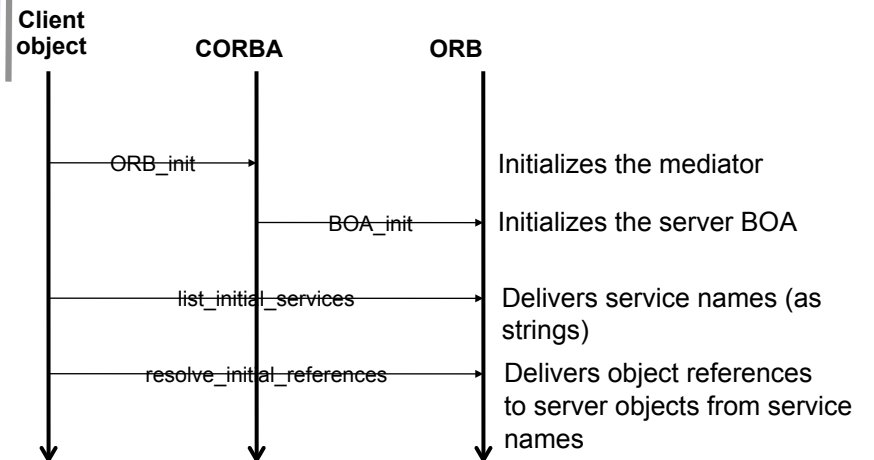 Client
object
CORBA
ORB
ORB_init
Initializes the mediator
BOA_init
Initializes the server BOA
list_initial_services
Delivers service names (as
strings)
resolve_initial_references
Delivers object references
to server objects from service
names